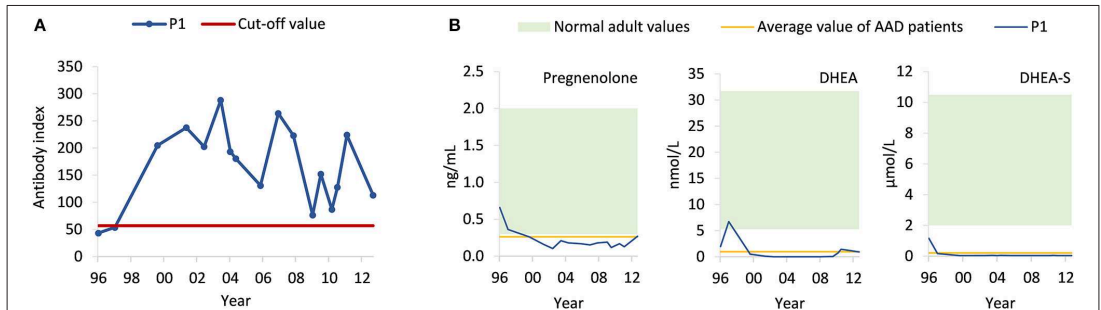 A
P1
Cut-off value
Antibody index
350
300
250
200
150
100
50
0
96 98 00 02 04 06 08 10 12
Year
B
Normal adult values
Average value of AAD patients
P1
Pregnenolone
ng/mL
2.5
2.0
1.5
1.0
0.5
0.0
96 00 04 08 12
Year
DHEA
nmol/L
35
30
25
20
15
10
5
0
96 00 04 08 12
Year
DHEA-S
µmol/L
12
10
8
6
4
2
0
96 00 04 08 12
Year